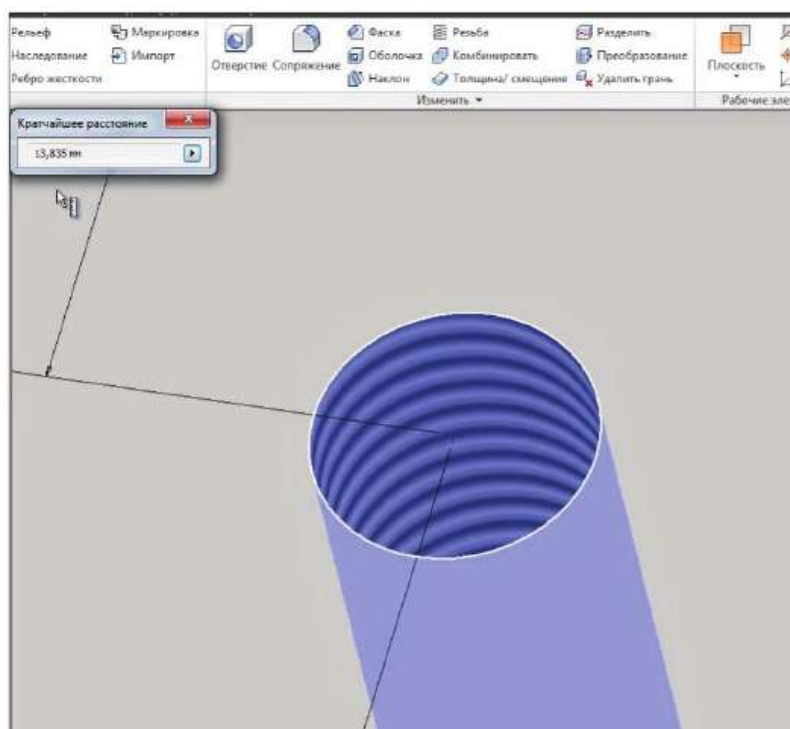 Рельеф Маркировка Фаска Резьба Разделить
Наследование Импорт Отверстие Сопряжение Оболочка Комбинировать Преобразование Плоскость
Ребро жесткости Наклон Толщина/ смещение Удалить грань
Изменить Рабочие эле
Кратчайшее расстояние
13,835 мм